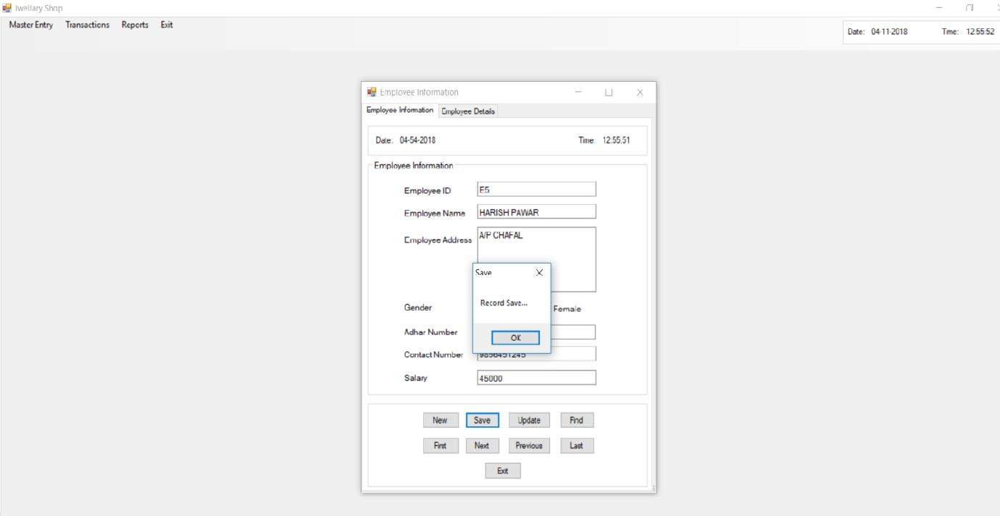 Iwellary Shop
Master Entry Transactions Reports Exit
Date: 04-11-2018 Time: 12:55:52
Employee Information
Employee Information Employee Details
Date: 04-54-2018 Time: 12:55:51
Employee Information
Employee ID E5
Employee Name HARISH PAWAR
Employee Address A/P CHAFAL
Save
Record Save...
Gender Female
Adhar Number
OK
Contact Number 9856451245
Salary 45000
New Save Update Find
First Next Previous Last
Exit